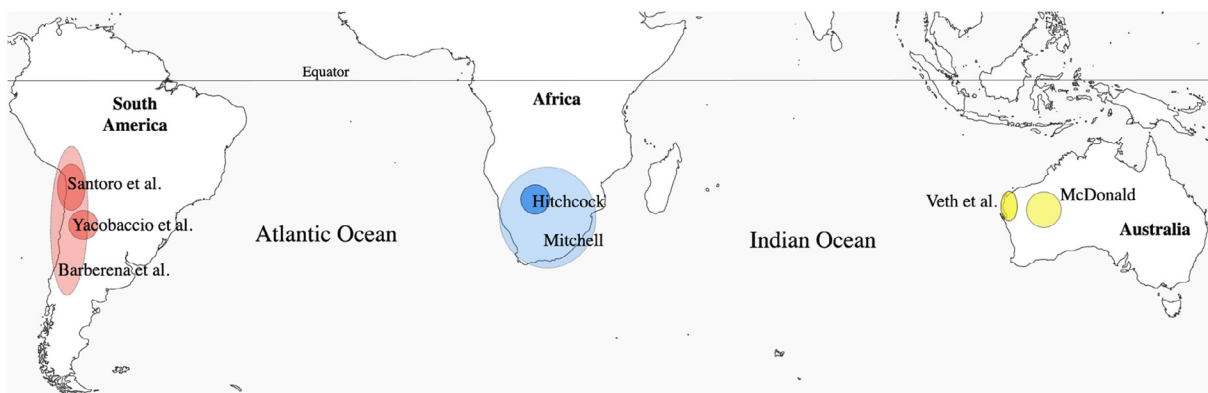 Equator
South
America
Africa
Santoro et al.
Yacobaccio et al.
Barberena et al.
Atlantic Ocean
Hitchcock
Mitchell
Indian Ocean
Veth et al.
McDonald
Australia